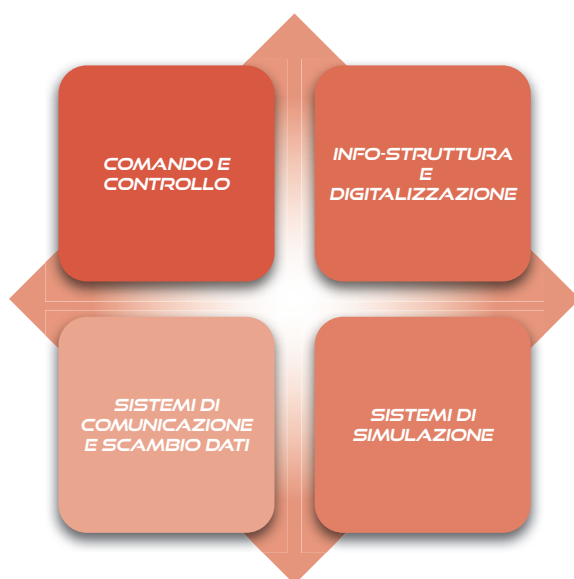 COMANDO E
CONTROLLO
INFO-STRUTTURA
E
DIGITALIZZAZIONE
SISTEMI DI
COMUNICAZIONE
E SCAMBIO DATI
SISTEMI DI
SIMULAZIONE